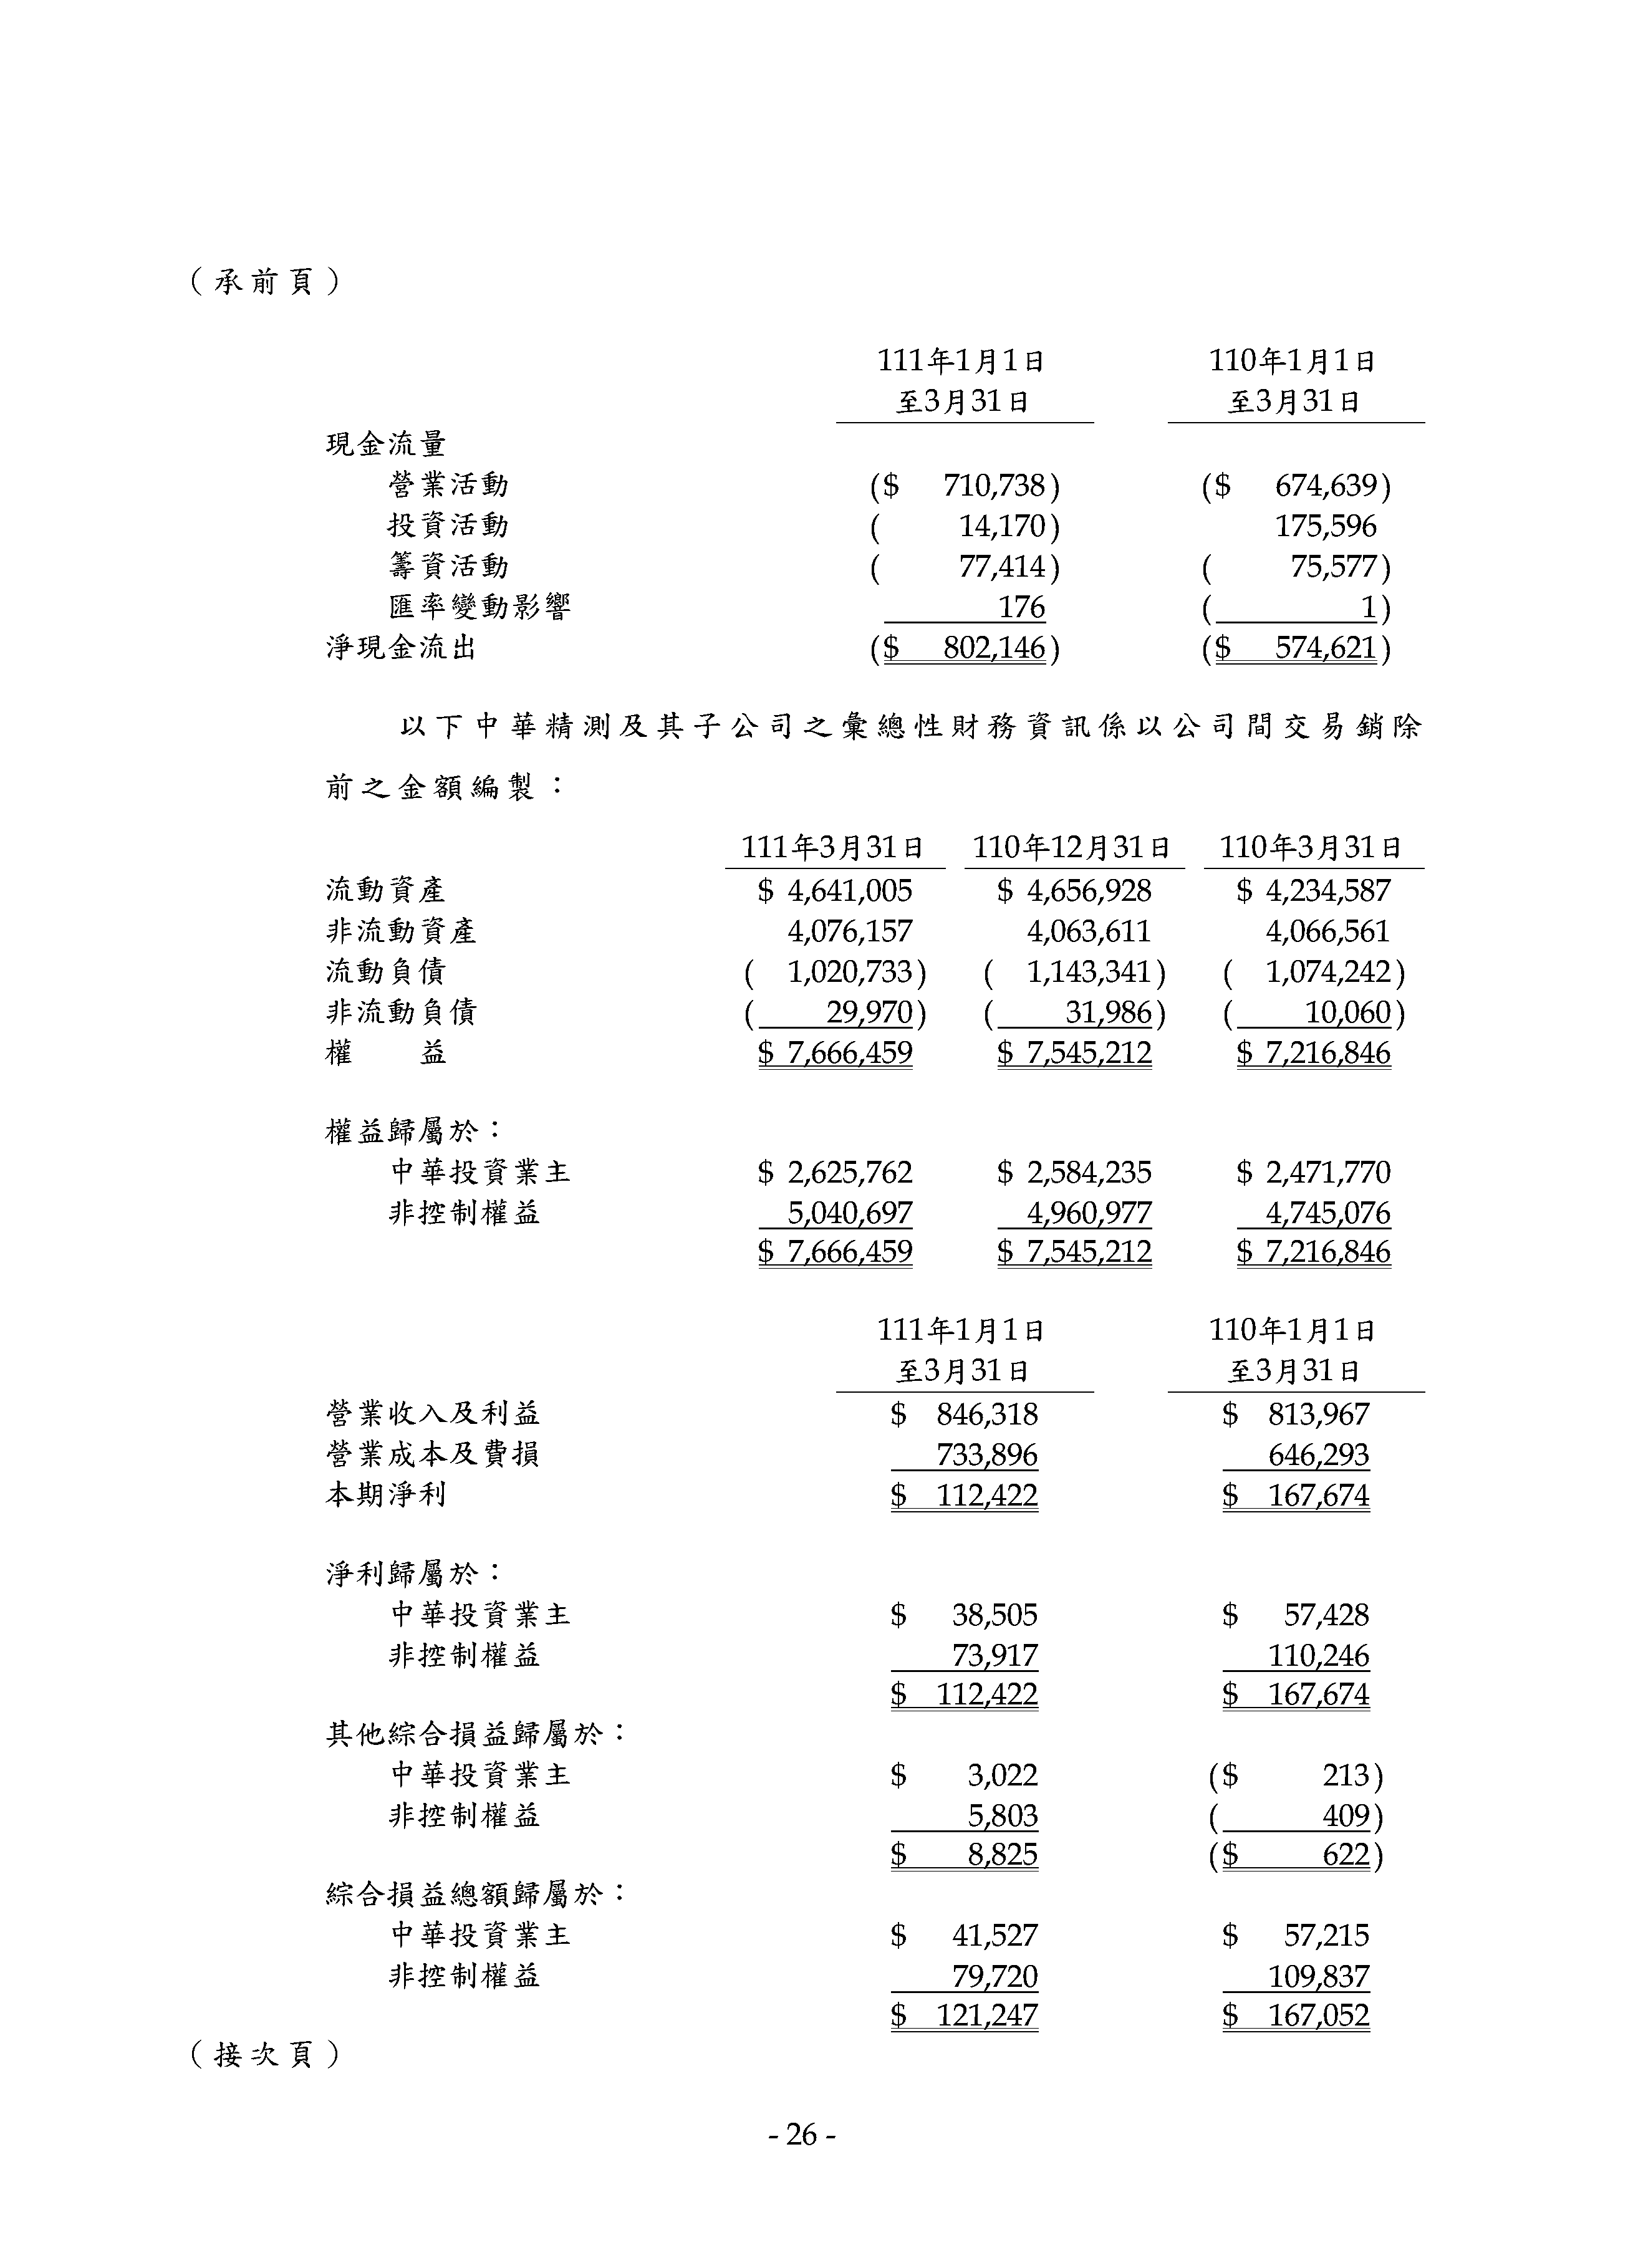 （承前頁）
111年1月1日 110年1月1日
至3月31日 至3月31日
現金流量
營業活動 ($ 710,738) ($ 674,639)
投資活動 ( 14,170) 175,596
籌資活動 ( 77,414) ( 75,577)
匯率變動影響 176 ( 1)
淨現金流出 ($ 802,146) ($ 574,621)
以下中華精測及其子公司之彙總性財務資訊係以公司間交易銷除
前之金額編製：
111年3月31日 110年12月31日 110年3月31日
流動資產 $ 4,641,005 $ 4,656,928 $ 4,234,587
非流動資產 4,076,157 4,063,611 4,066,561
流動負債 ( 1,020,733) ( 1,143,341) ( 1,074,242)
非流動負債 ( 29,970) ( 31,986) ( 10,060)
權 益 $ 7,666,459 $ 7,545,212 $ 7,216,846
權益歸屬於：
中華投資業主 $ 2,625,762 $ 2,584,235 $ 2,471,770
非控制權益 5,040,697 4,960,977 4,745,076
$ 7,666,459 $ 7,545,212 $ 7,216,846
111年1月1日 110年1月1日
至3月31日 至3月31日
營業收入及利益 $ 846,318 $ 813,967
營業成本及費損 733,896 646,293
本期淨利 $ 112,422 $ 167,674
淨利歸屬於：
中華投資業主 $ 38,505 $ 57,428
非控制權益 73,917 110,246
$ 112,422 $ 167,674
其他綜合損益歸屬於：
中華投資業主 $ 3,022 ($ 213)
非控制權益 5,803 ( 409)
$ 8,825 ($ 622)
綜合損益總額歸屬於：
中華投資業主 $ 41,527 $ 57,215
非控制權益 79,720 109,837
$ 121,247 $ 167,052
（接次頁）
- 26 -